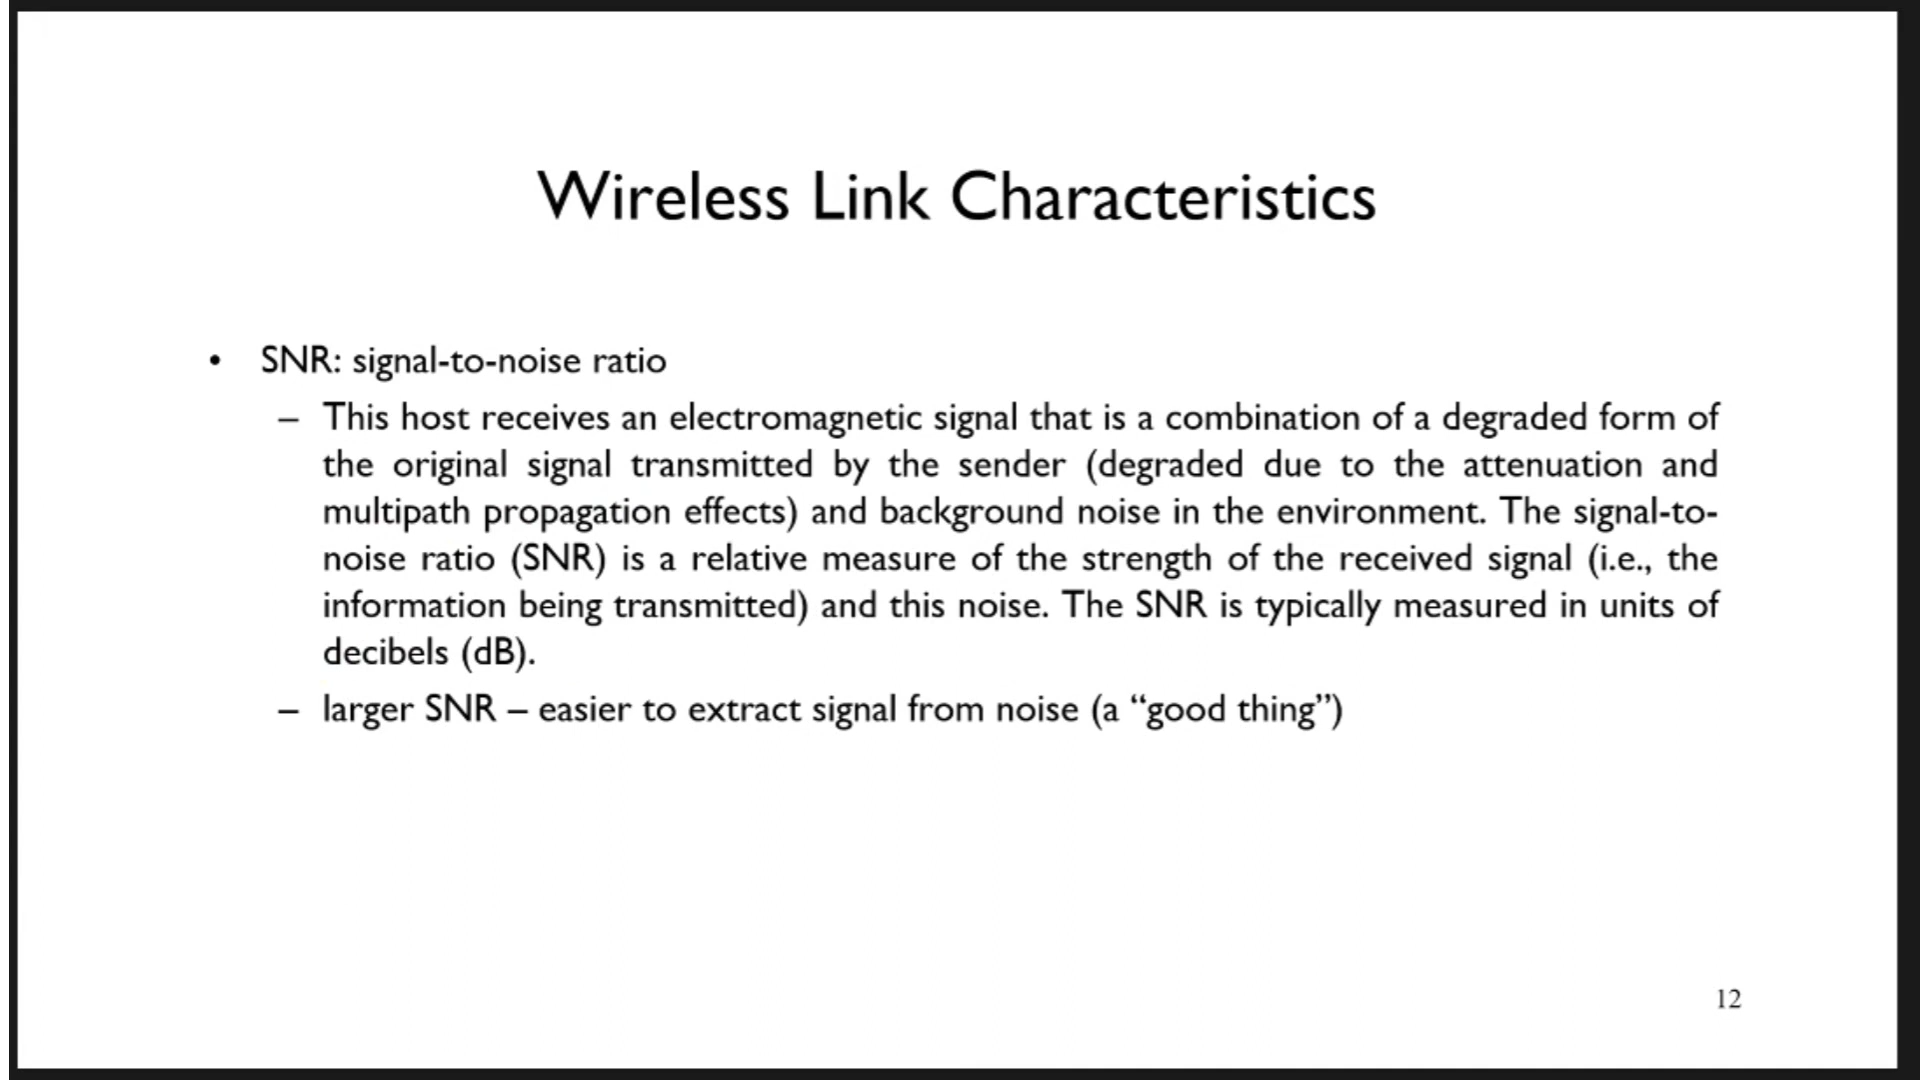 Wireless Link Characteristics
• SNR: signal-to-noise ratio
– This host receives an electromagnetic signal that is a combination of a degraded form of
the original signal transmitted by the sender (degraded due to the attenuation and
multipath propagation effects) and background noise in the environment. The signal-to-
noise ratio (SNR) is a relative measure of the strength of the received signal (i.e., the
information being transmitted) and this noise. The SNR is typically measured in units of
decibels (dB).
– larger SNR – easier to extract signal from noise (a “good thing”)
12